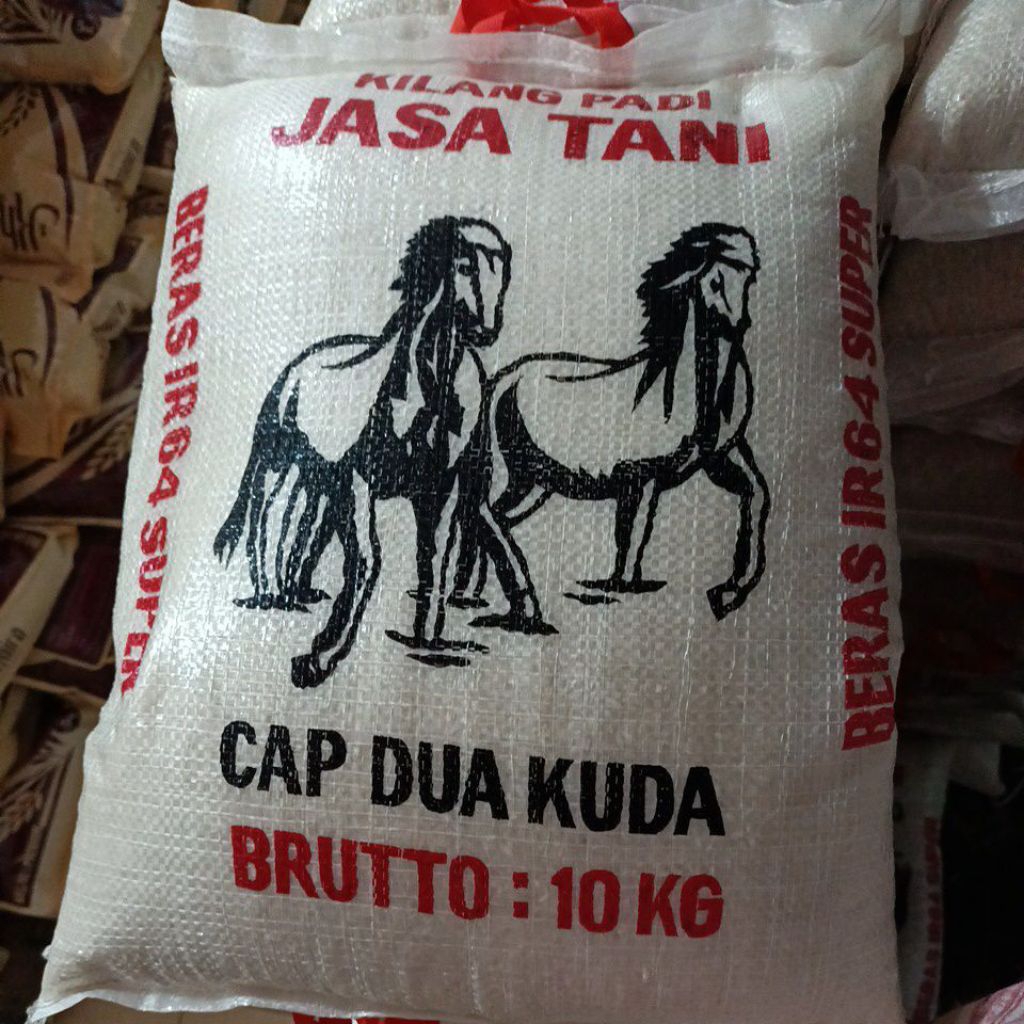 KILANG PADI
JASA TANI
BERAS IR64 SUPER
BERAS IR64 SUPER
CAP DUA KUDA
BRUTTO : 10 KG